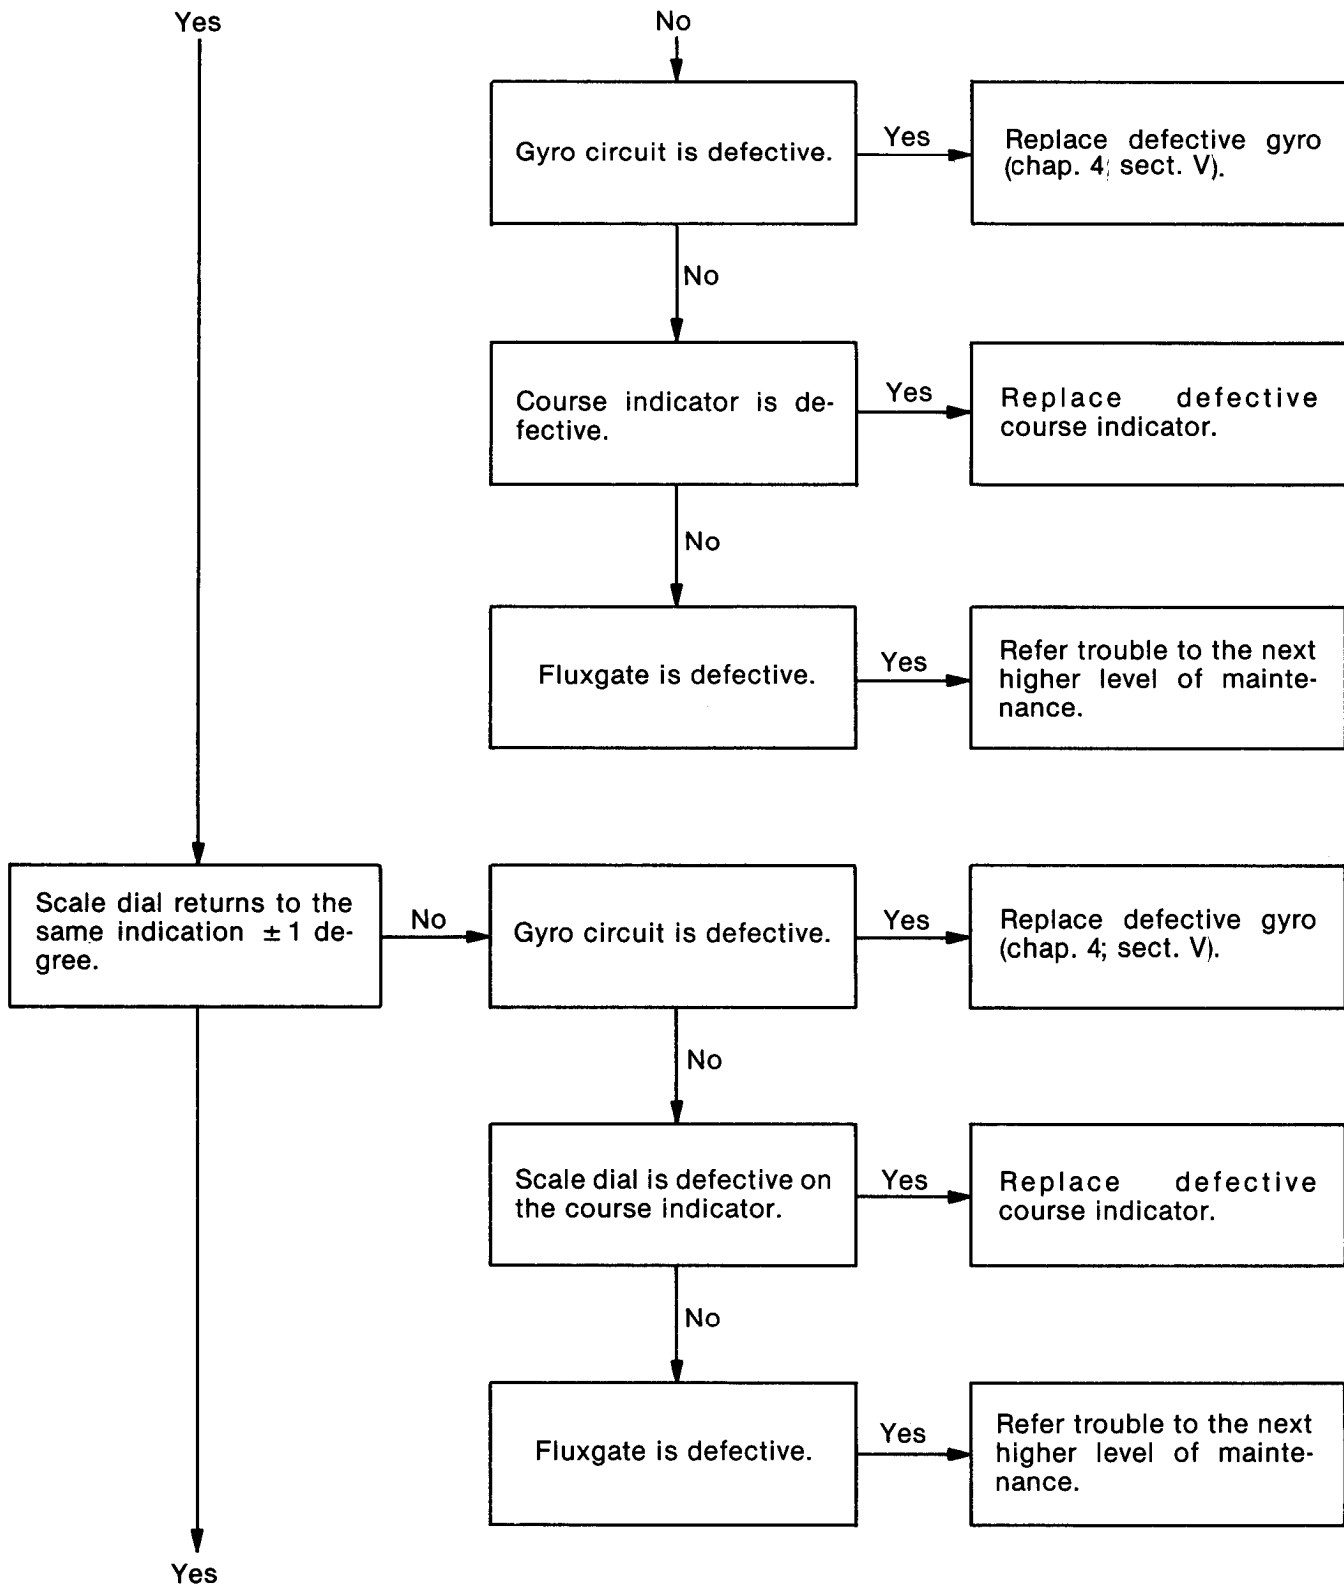 Yes
No
Gyro circuit is defective.
Yes
Replace defective gyro
(chap. 4; sect. V).
No
Course indicator is de-
fective.
Yes
Replace defective
course indicator.
No
Fluxgate is defective.
Yes
Refer trouble to the next
higher level of mainte-
nance.
Scale dial returns to the
same indication ± 1 de-
gree.
No
Gyro circuit is defective.
Yes
Replace defective gyro
(chap. 4; sect. V).
No
Scale dial is defective on
the course indicator.
Yes
Replace defective
course indicator.
No
Fluxgate is defective.
Yes
Refer trouble to the next
higher level of mainte-
nance.
Yes